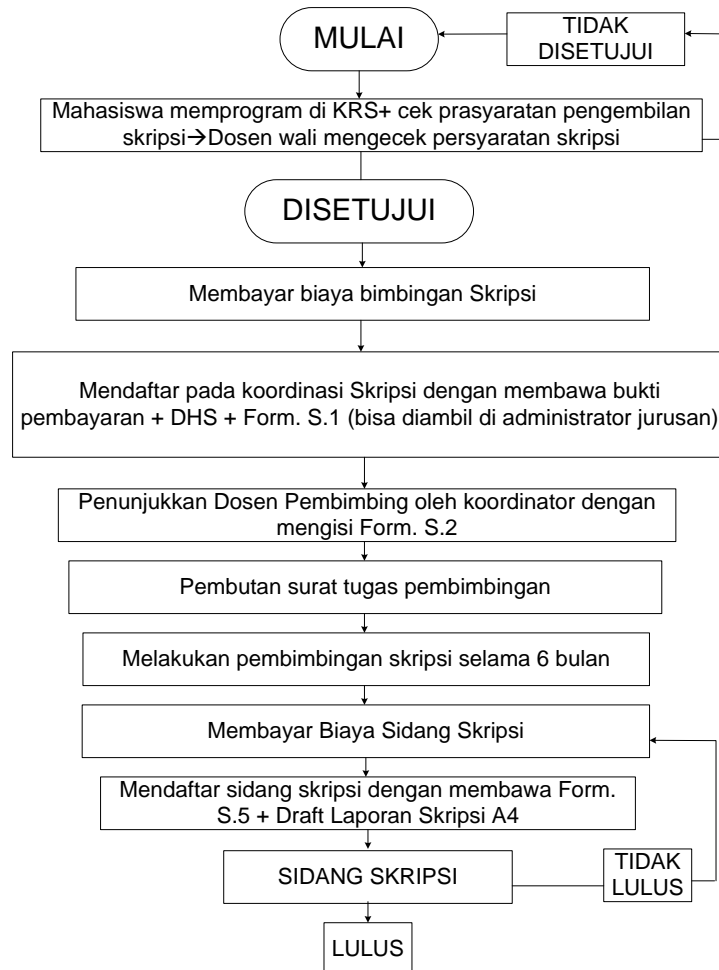 MULAI
TIDAK
DISETUJUI
Mahasiswa memprogram di KRS+ cek prasyaratan pengembilan
skripsi→Dosen wali mengecek persyaratan skripsi
DISETUJUI
Membayar biaya bimbingan Skripsi
Mendaftar pada koordinasi Skripsi dengan membawa bukti
pembayaran + DHS + Form. S.1 (bisa diambil di administrator jurusan)
Penunjukkan Dosen Pembimbing oleh koordinator dengan
mengisi Form. S.2
Pembutan surat tugas pembimbingan
Melakukan pembimbingan skripsi selama 6 bulan
Membayar Biaya Sidang Skripsi
Mendaftar sidang skripsi dengan membawa Form.
S.5 + Draft Laporan Skripsi A4
SIDANG SKRIPSI
TIDAK
LULUS
LULUS